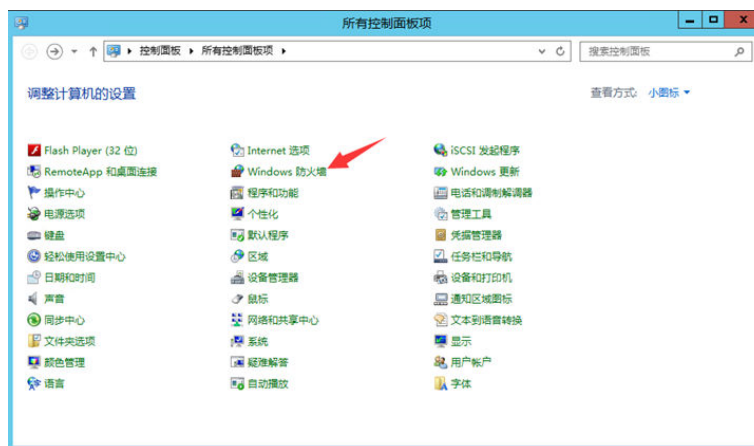 所有控制面板项
控制面板 所有控制面板项
搜索控制面板
调整计算机的设置
查看方式: 小图标
Flash Player (32 位) Internet 选项 iSCSI 发起程序
RemoteApp 和桌面连接 Windows 防火墙 Windows 更新
操作中心 程序和功能 电话和调制解调器
电源选项 个性化 管理工具
键盘 默认程序 凭据管理器
轻松使用设置中心 区域 任务栏和导航
日期和时间 设备管理器 设备和打印机
声音 鼠标 通知区域图标
同步中心 网络和共享中心 文本到语音转换
文件夹选项 系统 显示
颜色管理 疑难解答 用户帐户
语言 自动播放 字体